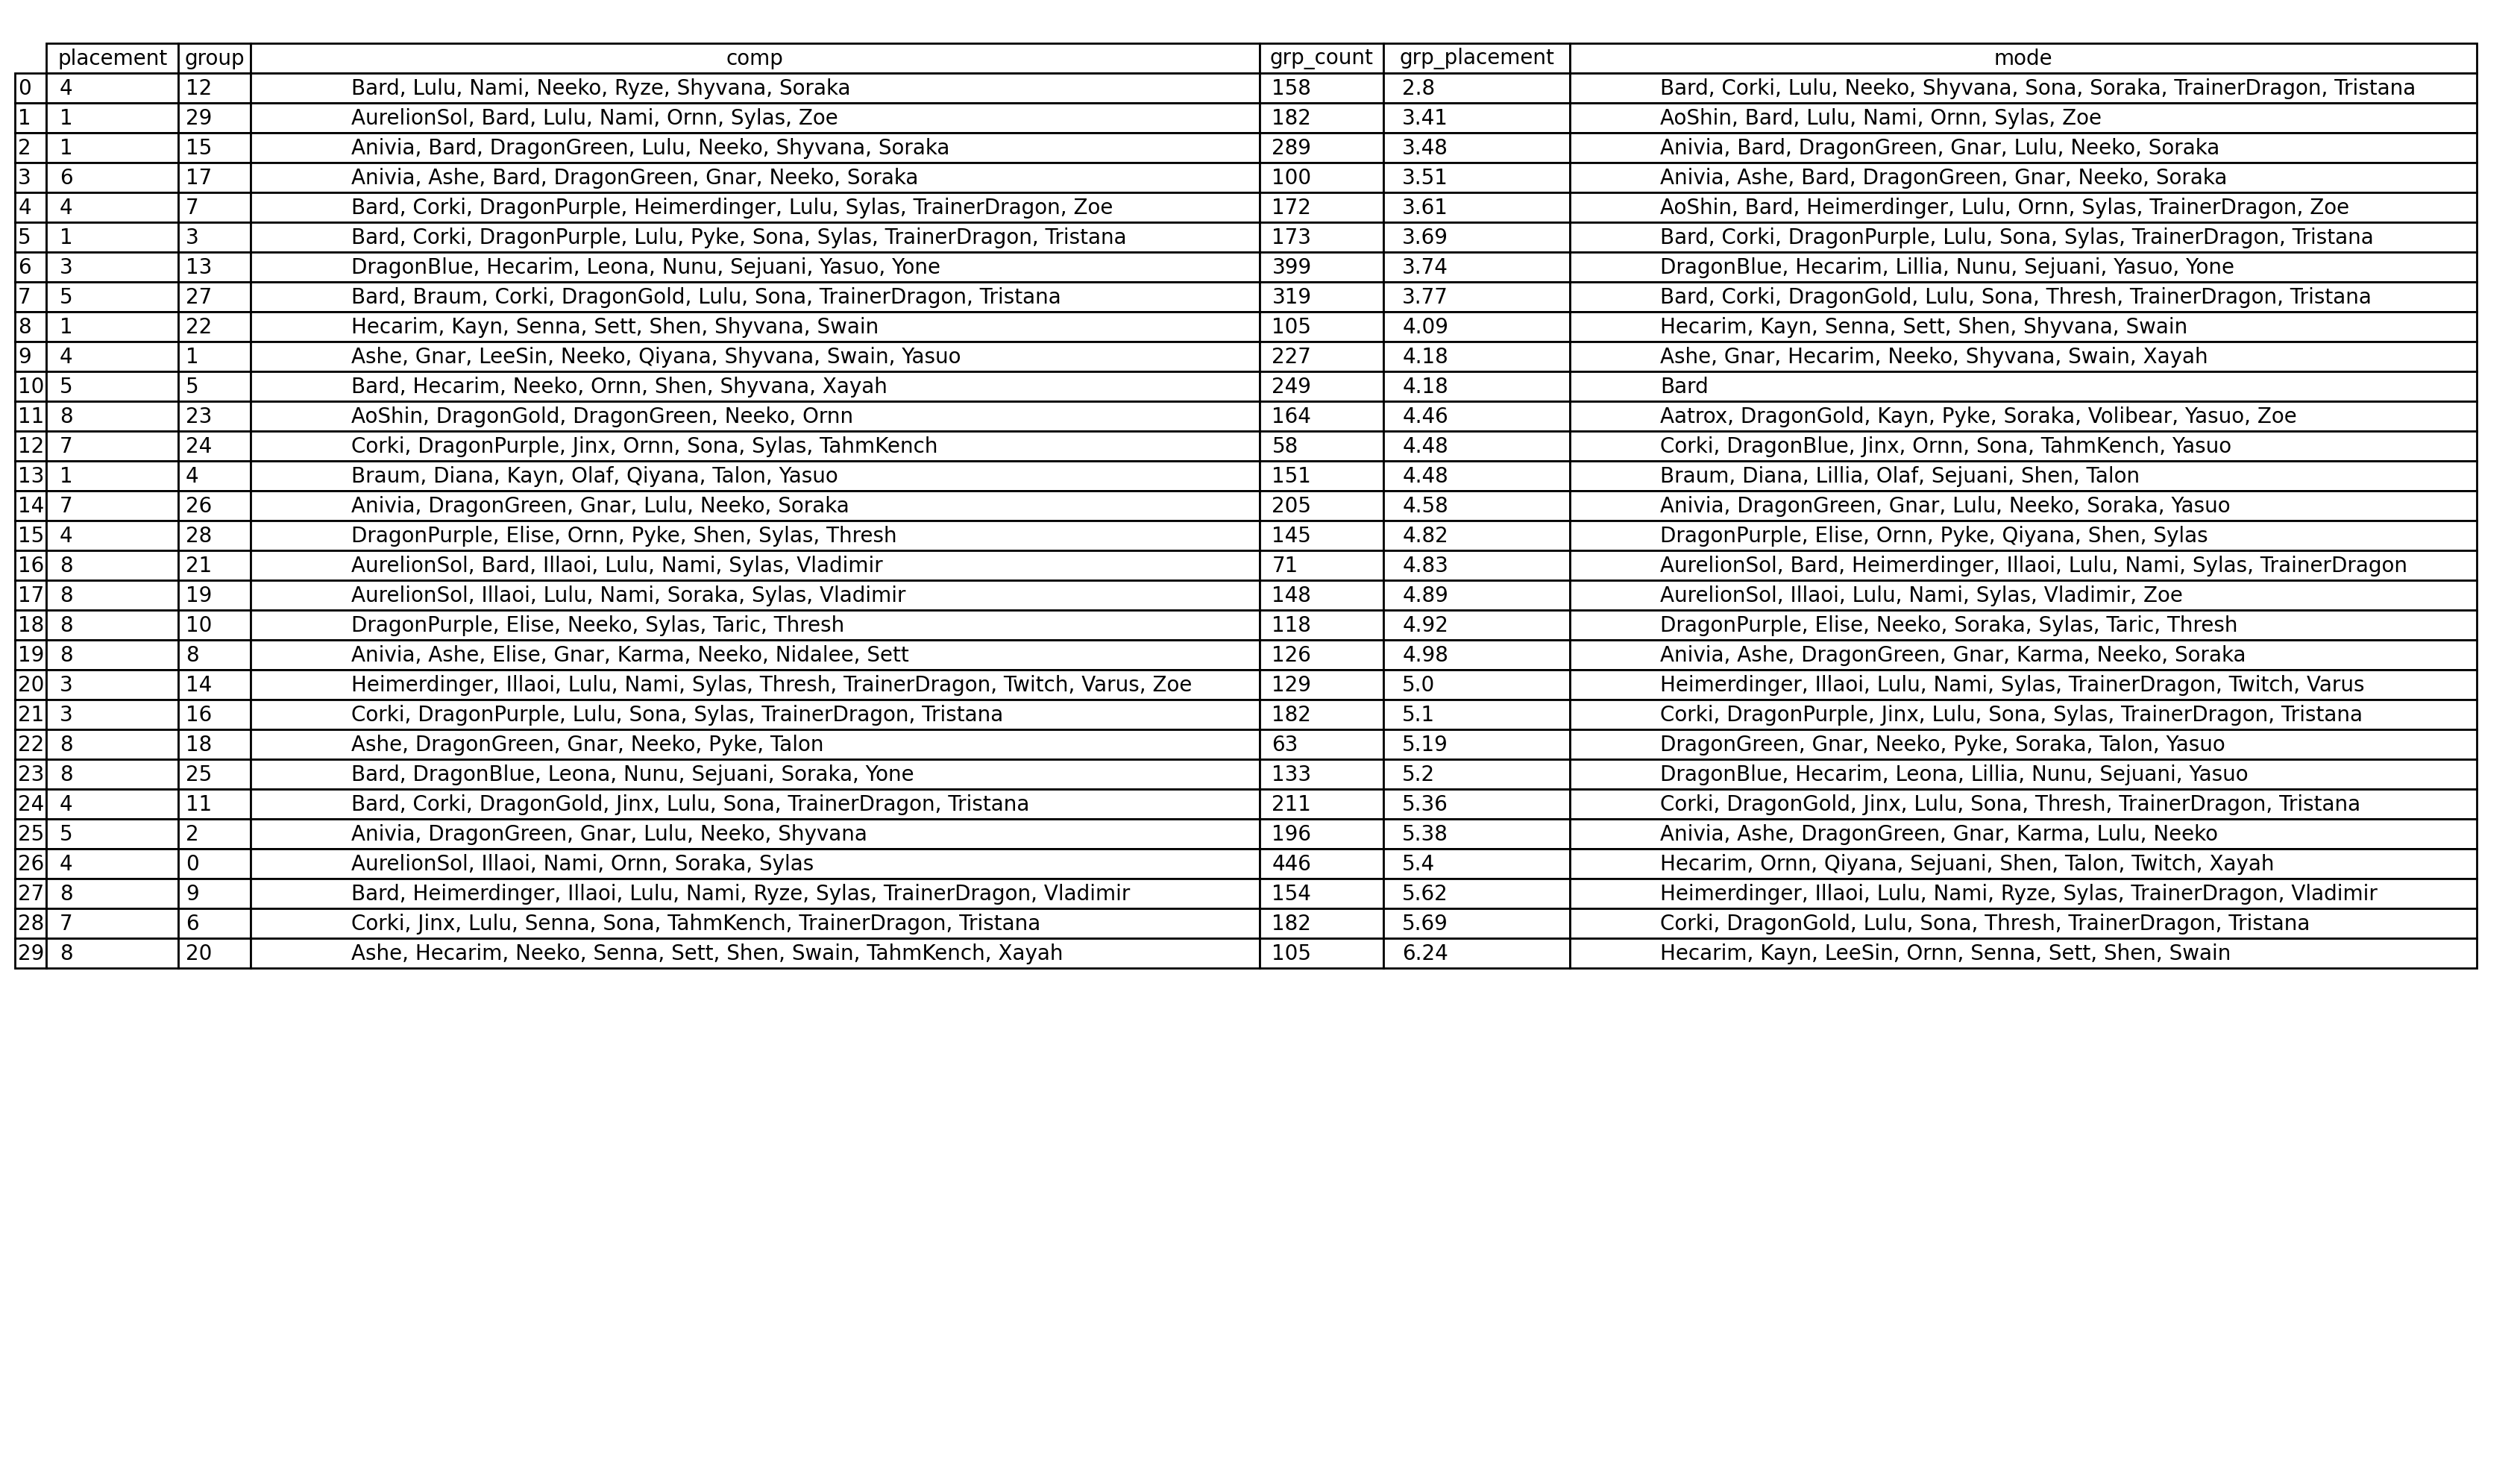 placement group comp grp_count grp_placement mode
0 4 12 Bard, Lulu, Nami, Neeko, Ryze, Shyvana, Soraka 158 2.8 Bard, Corki, Lulu, Neeko, Shyvana, Sona, Soraka, TrainerDragon, Tristana
1 1 29 AurelionSol, Bard, Lulu, Nami, Ornn, Sylas, Zoe 182 3.41 AoShin, Bard, Lulu, Nami, Ornn, Sylas, Zoe
2 1 15 Anivia, Bard, DragonGreen, Lulu, Neeko, Shyvana, Soraka 289 3.48 Anivia, Bard, DragonGreen, Gnar, Lulu, Neeko, Soraka
3 6 17 Anivia, Ashe, Bard, DragonGreen, Gnar, Neeko, Soraka 100 3.51 Anivia, Ashe, Bard, DragonGreen, Gnar, Neeko, Soraka
4 4 7 Bard, Corki, DragonPurple, Heimerdinger, Lulu, Sylas, TrainerDragon, Zoe 172 3.61 AoShin, Bard, Heimerdinger, Lulu, Ornn, Sylas, TrainerDragon, Zoe
5 1 3 Bard, Corki, DragonPurple, Lulu, Pyke, Sona, Sylas, TrainerDragon, Tristana 173 3.69 Bard, Corki, DragonPurple, Lulu, Sona, Sylas, TrainerDragon, Tristana
6 3 13 DragonBlue, Hecarim, Leona, Nunu, Sejuani, Yasuo, Yone 399 3.74 DragonBlue, Hecarim, Lillia, Nunu, Sejuani, Yasuo, Yone
7 5 27 Bard, Braum, Corki, DragonGold, Lulu, Sona, TrainerDragon, Tristana 319 3.77 Bard, Corki, DragonGold, Lulu, Sona, Thresh, TrainerDragon, Tristana
8 1 22 Hecarim, Kayn, Senna, Sett, Shen, Shyvana, Swain 105 4.09 Hecarim, Kayn, Senna, Sett, Shen, Shyvana, Swain
9 4 1 Ashe, Gnar, LeeSin, Neeko, Qiyana, Shyvana, Swain, Yasuo 227 4.18 Ashe, Gnar, Hecarim, Neeko, Shyvana, Swain, Xayah
10 5 5 Bard, Hecarim, Neeko, Ornn, Shen, Shyvana, Xayah 249 4.18 Bard
11 8 23 AoShin, DragonGold, DragonGreen, Neeko, Ornn 164 4.46 Aatrox, DragonGold, Kayn, Pyke, Soraka, Volibear, Yasuo, Zoe
12 7 24 Corki, DragonPurple, Jinx, Ornn, Sona, Sylas, TahmKench 58 4.48 Corki, DragonBlue, Jinx, Ornn, Sona, TahmKench, Yasuo
13 1 4 Braum, Diana, Kayn, Olaf, Qiyana, Talon, Yasuo 151 4.48 Braum, Diana, Lillia, Olaf, Sejuani, Shen, Talon
14 7 26 Anivia, DragonGreen, Gnar, Lulu, Neeko, Soraka 205 4.58 Anivia, DragonGreen, Gnar, Lulu, Neeko, Soraka, Yasuo
15 4 28 DragonPurple, Elise, Ornn, Pyke, Shen, Sylas, Thresh 145 4.82 DragonPurple, Elise, Ornn, Pyke, Qiyana, Shen, Sylas
16 8 21 AurelionSol, Bard, Illaoi, Lulu, Nami, Sylas, Vladimir 71 4.83 AurelionSol, Bard, Heimerdinger, Illaoi, Lulu, Nami, Sylas, TrainerDragon
17 8 19 AurelionSol, Illaoi, Lulu, Nami, Soraka, Sylas, Vladimir 148 4.89 AurelionSol, Illaoi, Lulu, Nami, Sylas, Vladimir, Zoe
18 8 10 DragonPurple, Elise, Neeko, Sylas, Taric, Thresh 118 4.92 DragonPurple, Elise, Neeko, Soraka, Sylas, Taric, Thresh
19 8 8 Anivia, Ashe, Elise, Gnar, Karma, Neeko, Nidalee, Sett 126 4.98 Anivia, Ashe, DragonGreen, Gnar, Karma, Neeko, Soraka
20 3 14 Heimerdinger, Illaoi, Lulu, Nami, Sylas, Thresh, TrainerDragon, Twitch, Varus, Zoe 129 5.0 Heimerdinger, Illaoi, Lulu, Nami, Sylas, TrainerDragon, Twitch, Varus
21 3 16 Corki, DragonPurple, Lulu, Sona, Sylas, TrainerDragon, Tristana 182 5.1 Corki, DragonPurple, Jinx, Lulu, Sona, Sylas, TrainerDragon, Tristana
22 8 18 Ashe, DragonGreen, Gnar, Neeko, Pyke, Talon 63 5.19 DragonGreen, Gnar, Neeko, Pyke, Soraka, Talon, Yasuo
23 8 25 Bard, DragonBlue, Leona, Nunu, Sejuani, Soraka, Yone 133 5.2 DragonBlue, Hecarim, Leona, Lillia, Nunu, Sejuani, Yasuo
24 4 11 Bard, Corki, DragonGold, Jinx, Lulu, Sona, TrainerDragon, Tristana 211 5.36 Corki, DragonGold, Jinx, Lulu, Sona, Thresh, TrainerDragon, Tristana
25 5 2 Anivia, DragonGreen, Gnar, Lulu, Neeko, Shyvana 196 5.38 Anivia, Ashe, DragonGreen, Gnar, Karma, Lulu, Neeko
26 4 0 AurelionSol, Illaoi, Nami, Ornn, Soraka, Sylas 446 5.4 Hecarim, Ornn, Qiyana, Sejuani, Shen, Talon, Twitch, Xayah
27 8 9 Bard, Heimerdinger, Illaoi, Lulu, Nami, Ryze, Sylas, TrainerDragon, Vladimir 154 5.62 Heimerdinger, Illaoi, Lulu, Nami, Ryze, Sylas, TrainerDragon, Vladimir
28 7 6 Corki, Jinx, Lulu, Senna, Sona, TahmKench, TrainerDragon, Tristana 182 5.69 Corki, DragonGold, Lulu, Sona, Thresh, TrainerDragon, Tristana
29 8 20 Ashe, Hecarim, Neeko, Senna, Sett, Shen, Swain, TahmKench, Xayah 105 6.24 Hecarim, Kayn, LeeSin, Ornn, Senna, Sett, Shen, Swain